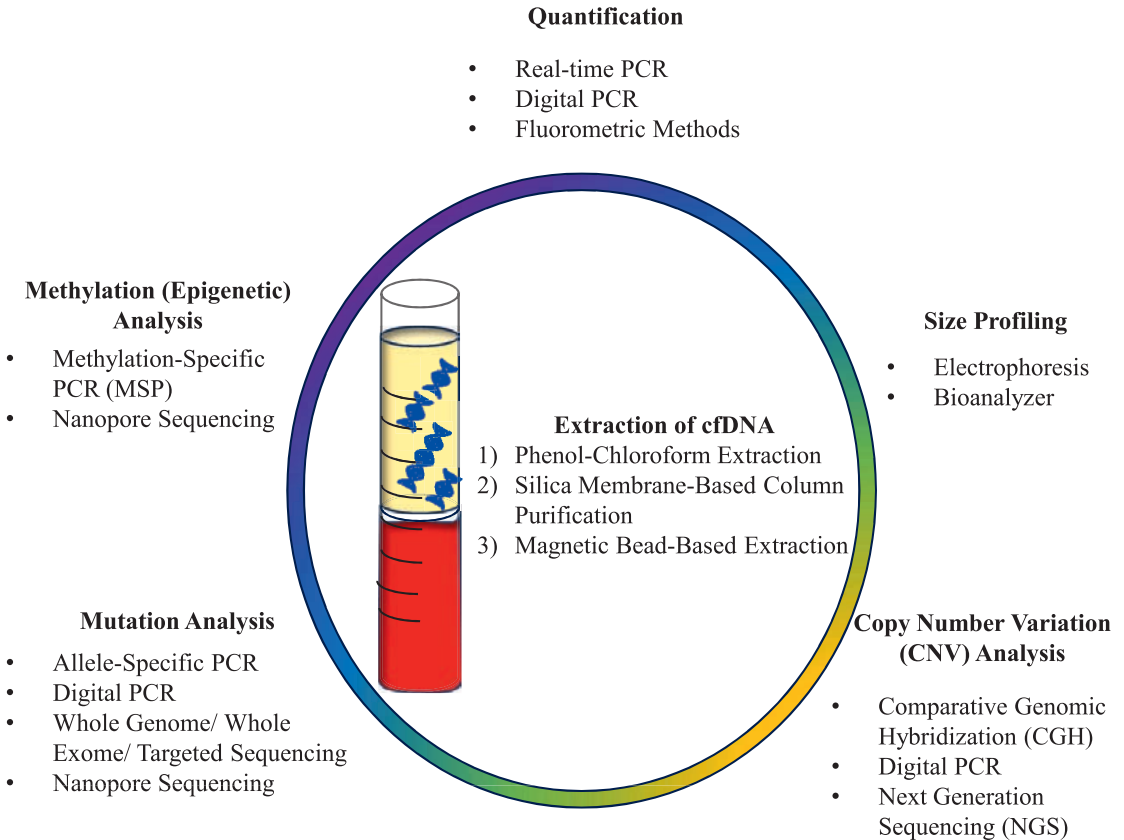 Quantification
• Real-time PCR
• Digital PCR
• Fluorometric Methods
Methylation (Epigenetic)
Analysis
• Methylation-Specific
PCR (MSP)
• Nanopore Sequencing
Size Profiling
• Electrophoresis
• Bioanalyzer
Extraction of cfDNA
1) Phenol-Chloroform Extraction
2) Silica Membrane-Based Column
Purification
3) Magnetic Bead-Based Extraction
Mutation Analysis
• Allele-Specific PCR
• Digital PCR
• Whole Genome/ Whole
Exome/ Targeted Sequencing
• Nanopore Sequencing
Copy Number Variation
(CNV) Analysis
• Comparative Genomic
Hybridization (CGH)
• Digital PCR
• Next Generation
Sequencing (NGS)